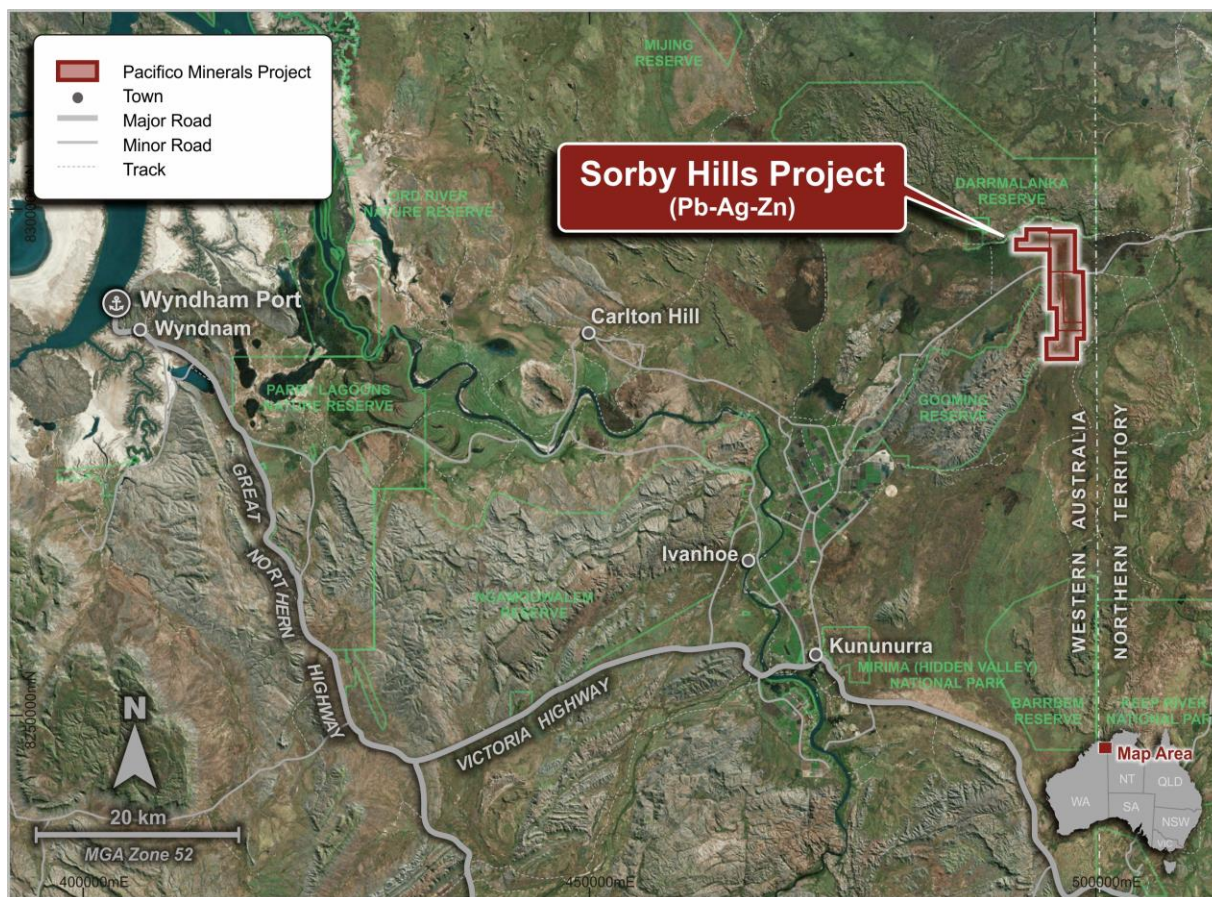 Pacifico Minerals Project
Town
Major Road
Minor Road
Track
MIJING
RESERVE
Sorby Hills Project
(Pb-Ag-Zn)
DARRMALANKA
RESERVE
ORD RIVER
NATURE RESERVE
Wyndham Port
Wyndnam
Carlton Hill
PARRY LAGOONS
NATURE RESERVE
GOOMING
RESERVE
GREAT NORTHERN HIGHWAY
Ivanhoe
RESERVE
WESTERN AUSTRALIA
NORTHERN TERRITORY
Kununurra
MIRIMA (HIDDEN VALLEY)
NATIONAL PARK
VICTORIA HIGHWAY
BARRBEM
RESERVE
KEEP RIVER
NATIONAL PARK
N
20 km
MGA Zone 52
Map Area
WA
NT
QLD
SA
NSW
400000mE
450000mE
500000mE
8250000mN